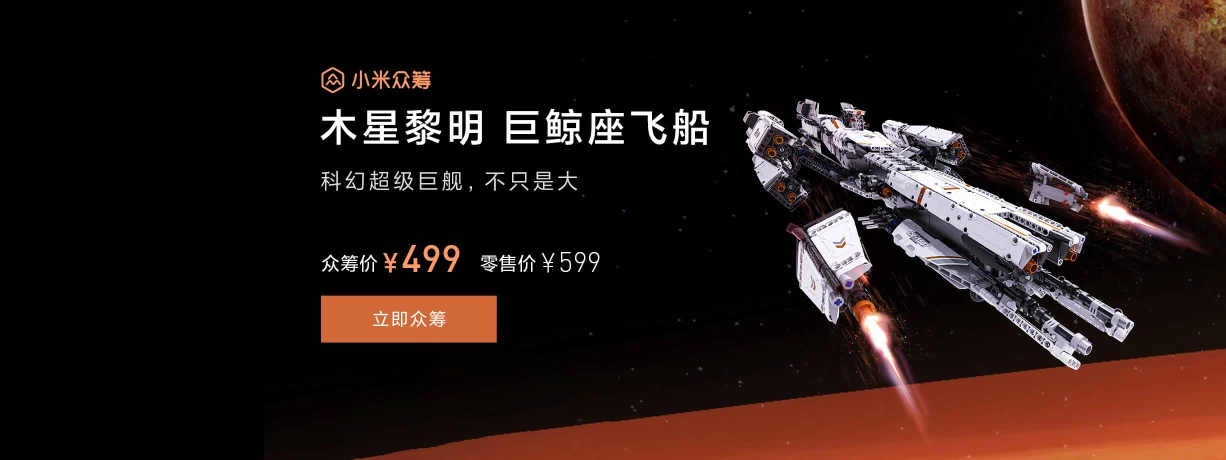 小米众筹
木星黎明 巨鲸座飞船
科幻超级巨舰，不只是大
众筹价 ¥499 零售价 ¥599
立即众筹